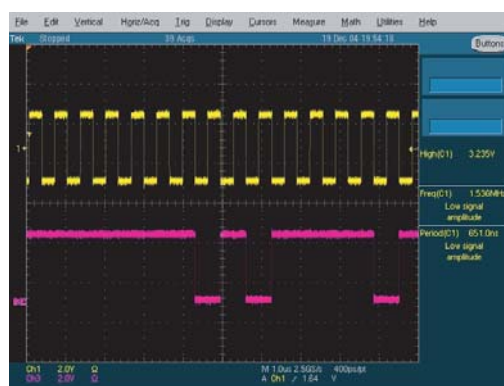 File Edit Vertical Horiz/Acq Trig Display Cursors Measure Math Utilities Help
Tek Stopped 39 Acqs 19 Dec 04 19:54:18
Buttons
1
High(C1) 3.235V
Freq(C1) 1.536MHz
Low signal
amplitude
Period(C1) 651.0ns
Low signal
amplitude
Ch1 2.0V Ω M 1.0us 2.5GS/s 400ps/pt
Ch3 2.0V Ω A Ch1 / 1.64 V